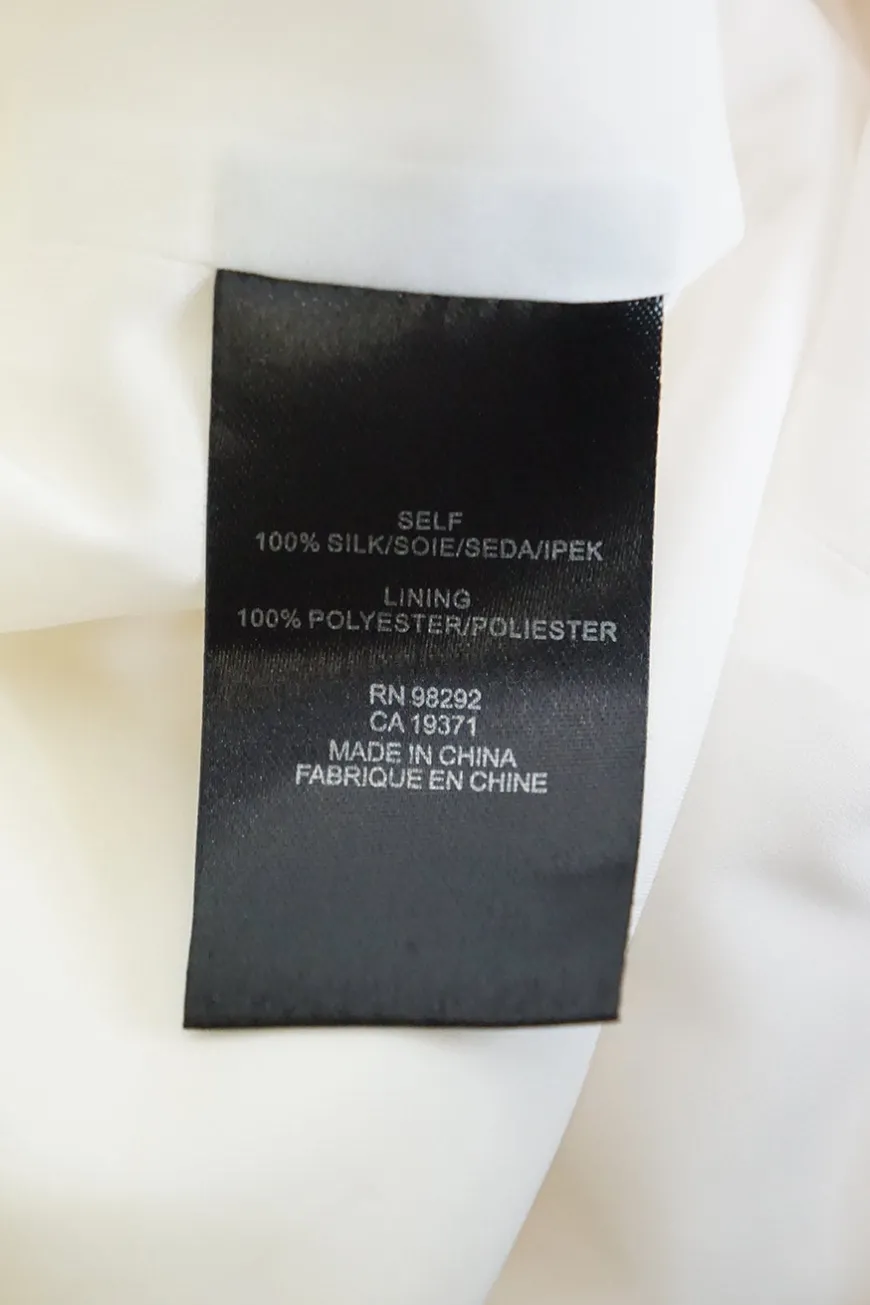 SELF
100% SILK/SOIE/SEDA/IPEK
LINING
100% POLYESTER/POLIESTER
RN 98292
CA 19371
MADE IN CHINA
FABRIQUE EN CHINE